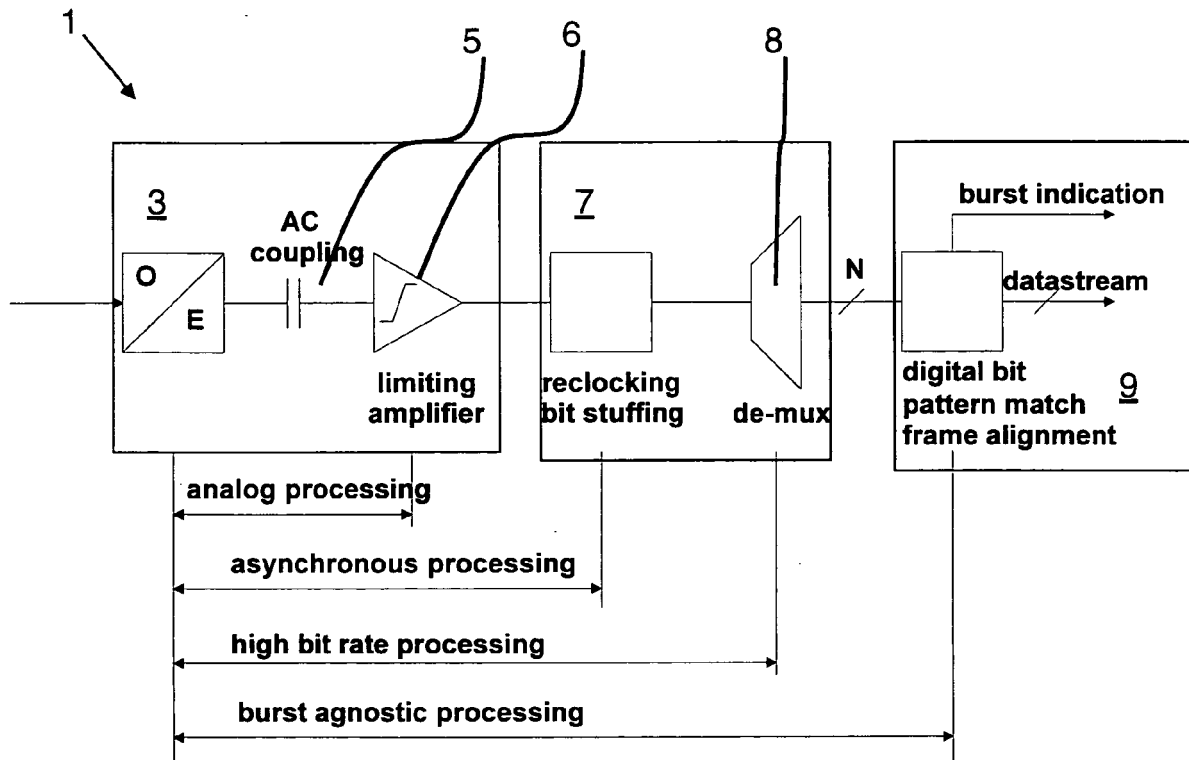 1
5
6
8
3
O
E
AC
coupling
limiting
amplifier
7
reclocking
bit stuffing
de-mux
N
burst indication
datastream
digital bit
pattern match
frame alignment
9
analog processing
asynchronous processing
high bit rate processing
burst agnostic processing